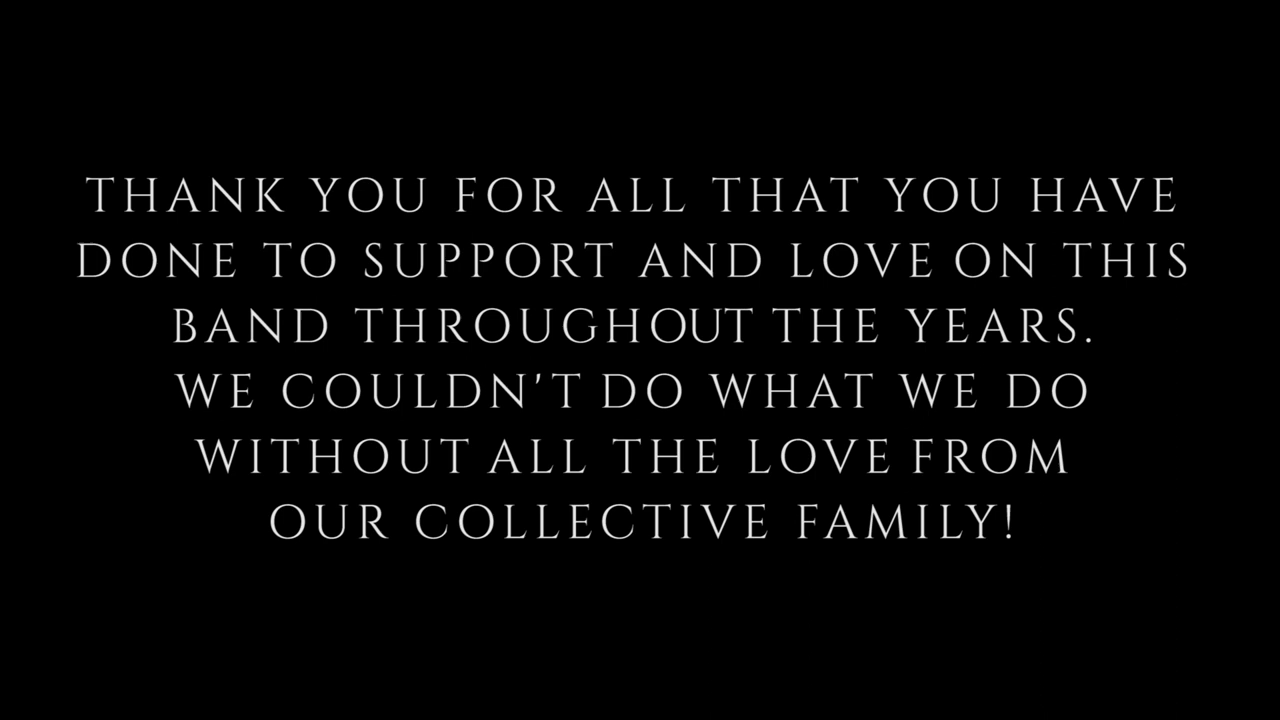 THANK YOU FOR ALL THAT YOU HAVE
DONE TO SUPPORT AND LOVE ON THIS
BAND THROUGHOUT THE YEARS.
WE COULDN'T DO WHAT WE DO
WITHOUT ALL THE LOVE FROM
OUR COLLECTIVE FAMILY!